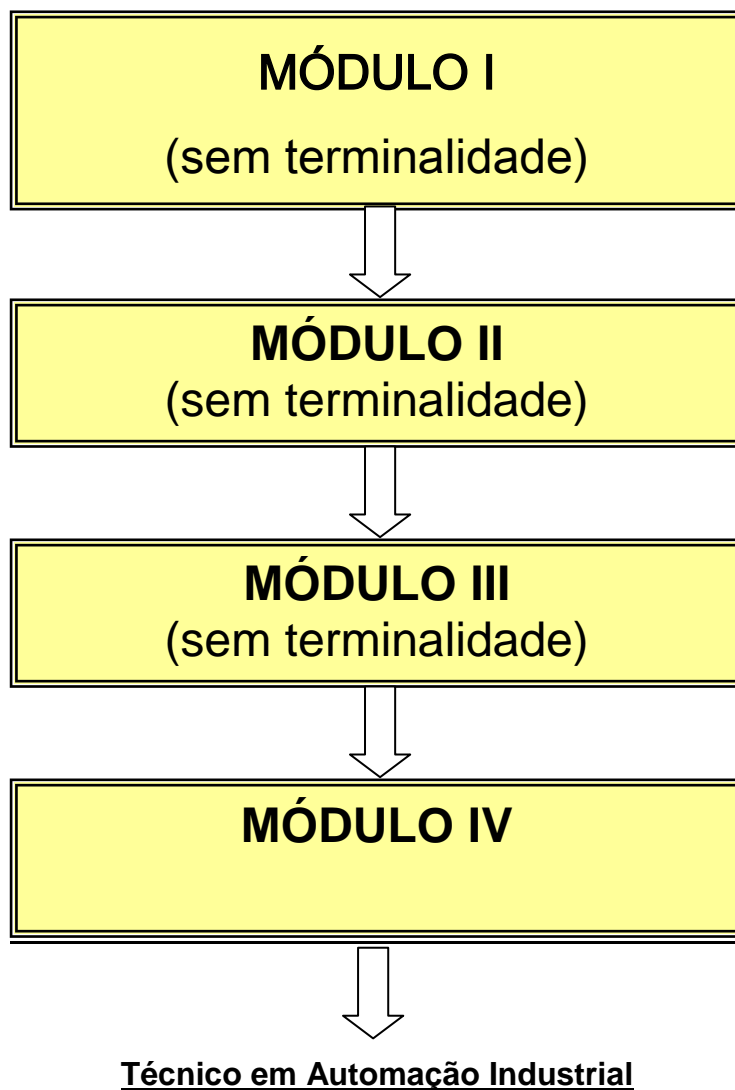 MÓDULO I
(sem terminalidade)
MÓDULO II
(sem terminalidade)
MÓDULO III
(sem terminalidade)
MÓDULO IV
Técnico em Automação Industrial